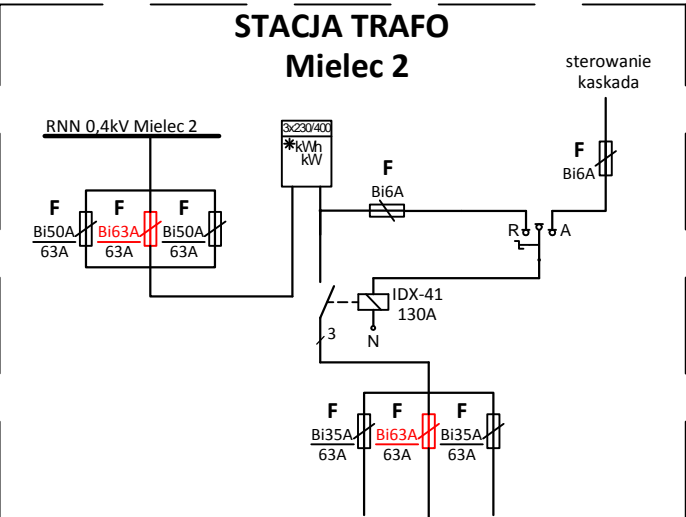 STACJA TRAFO
Mielec 2
sterowanie
kaskada
RNN 0,4kV Mielec 2
3x230/400
*kWh
kW
F
Bi6A
F
Bi6A
F F F
Bi50A Bi63A Bi50A
63A 63A 63A
R A
IDX-41
130A
3
N
F F F
Bi35A Bi63A Bi35A
63A 63A 63A